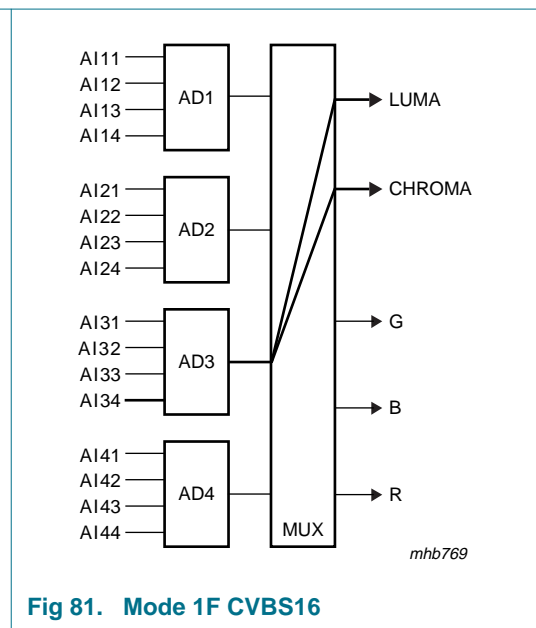 AI11
AI12
AI13
AI14
AD1
LUMA
CHROMA
AI21
AI22
AI23
AI24
AD2
AI31
AI32
AI33
AI34
AD3
G
B
AI41
AI42
AI43
AI44
AD4
R
MUX
mhb769
Fig 81. Mode 1F CVBS16